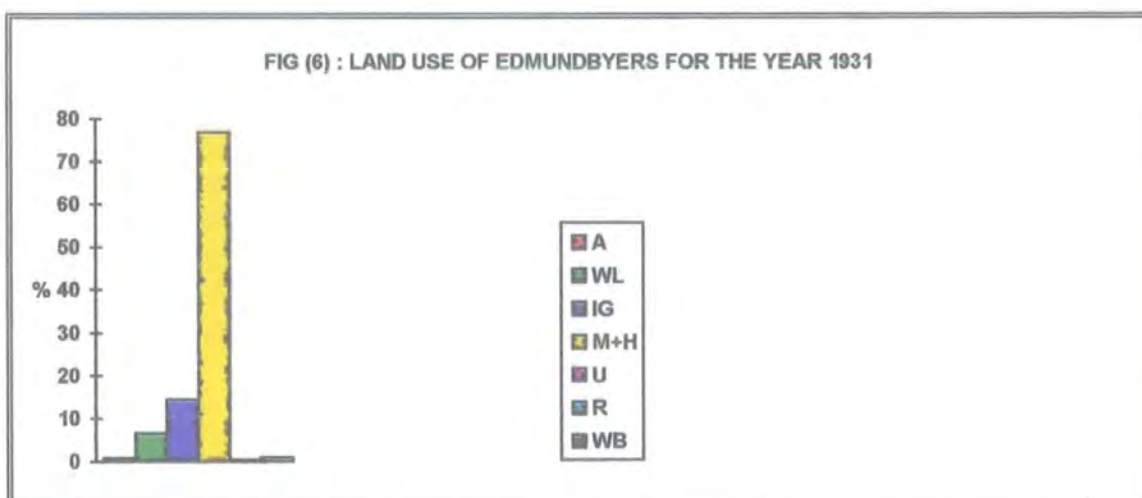 FIG (6) : LAND USE OF EDMUNDBYERS FOR THE YEAR 1931
80
70
60
50
% 40
30
20
10
0
A
WL
IG
M+H
U
R
WB